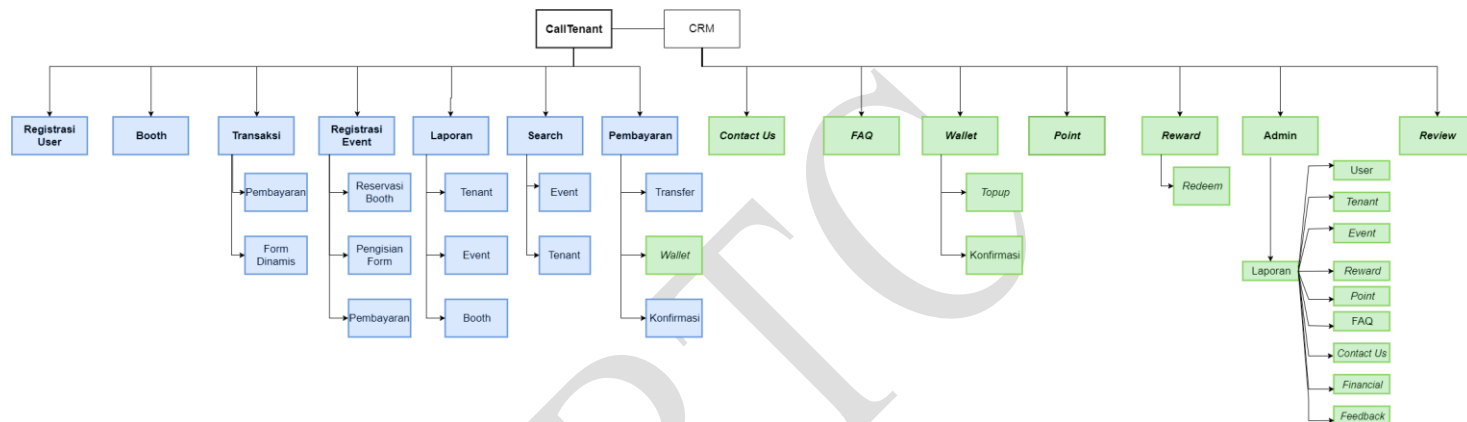 CallTenant
CRM
Registrasi
User
Booth
Transaksi
Registrasi
Event
Laporan
Search
Pembayaran
Contact Us
FAQ
Wallet
Point
Reward
Admin
Review
Pembayaran
Reservasi
Booth
Tenant
Event
Transfer
Topup
Redeem
User
Tenant
Event
Form
Dinamis
Pengisian
Form
Event
Tenant
Wallet
Konfirmasi
Laporan
Reward
Point
FAQ
Pembayaran
Booth
Konfirmasi
Contact Us
Financial
Feedback
PTC